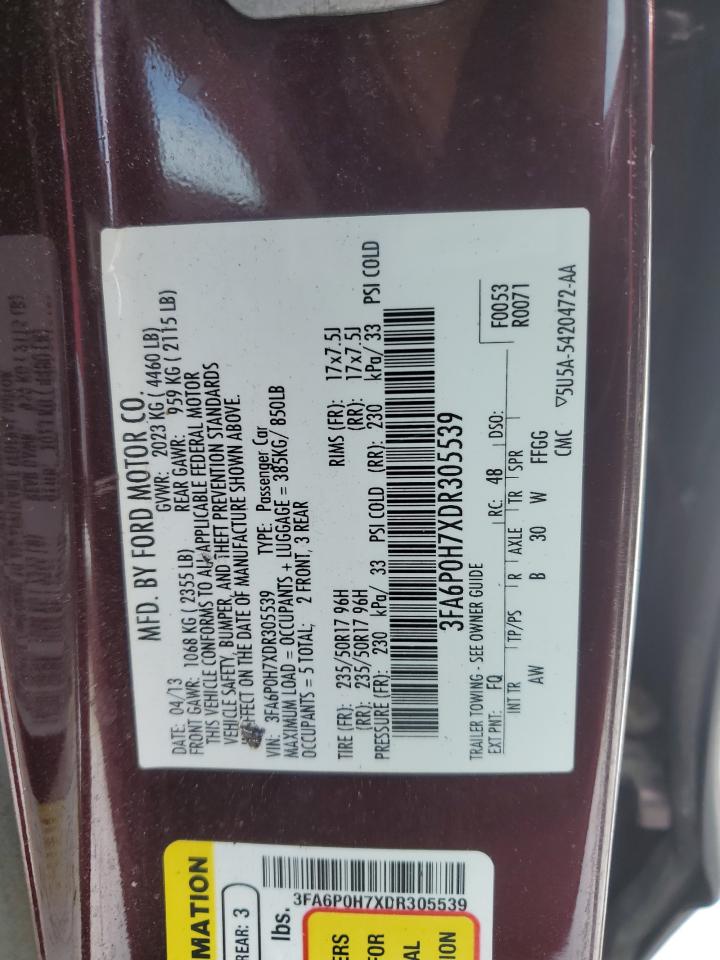 MFD. BY FORD MOTOR CO.
DATE: 04/13 GVWR: 2023 KG ( 4460 LB)
FRONT GAWR: 1068 KG ( 2355 LB) REAR GAWR: 959 KG ( 2115 LB)
THIS VEHICLE CONFORMS TO ALL APPLICABLE FEDERAL MOTOR
VEHICLE SAFETY, BUMPER, AND THEFT PREVENTION STANDARDS
EFFECT ON THE DATE OF MANUFACTURE SHOWN ABOVE.
VIN: 3FA6P0H7XDR305539 TYPE: Passenger Car
MAXIMUM LOAD = OCCUPANTS + LUGGAGE = 385KG/ 850LB
OCCUPANTS = 5 TOTAL; 2 FRONT, 3 REAR
TIRE (FR): 235/50R17 96H RIMS (FR): 17x7.5J
(RR): 235/50R17 96H (RR): 17x7.5J
PRESSURE (FR): 230 kPa/ 33 PSI COLD (RR): 230 kPa/ 33 PSI COLD
3FA6P0H7XDR305539
TRAILER TOWING - SEE OWNER GUIDE
F0053
EXT PNT: FQ RC: 48 DSO: R0071
INT TR TP/PS R AXLE TR SPR
AW B 30 W FFGG
CMC ▽5U5A-5420472-AA
MATION
REAR: 3
lbs.
3FA6P0H7XDR305539
ERS
FOR
AL
ION